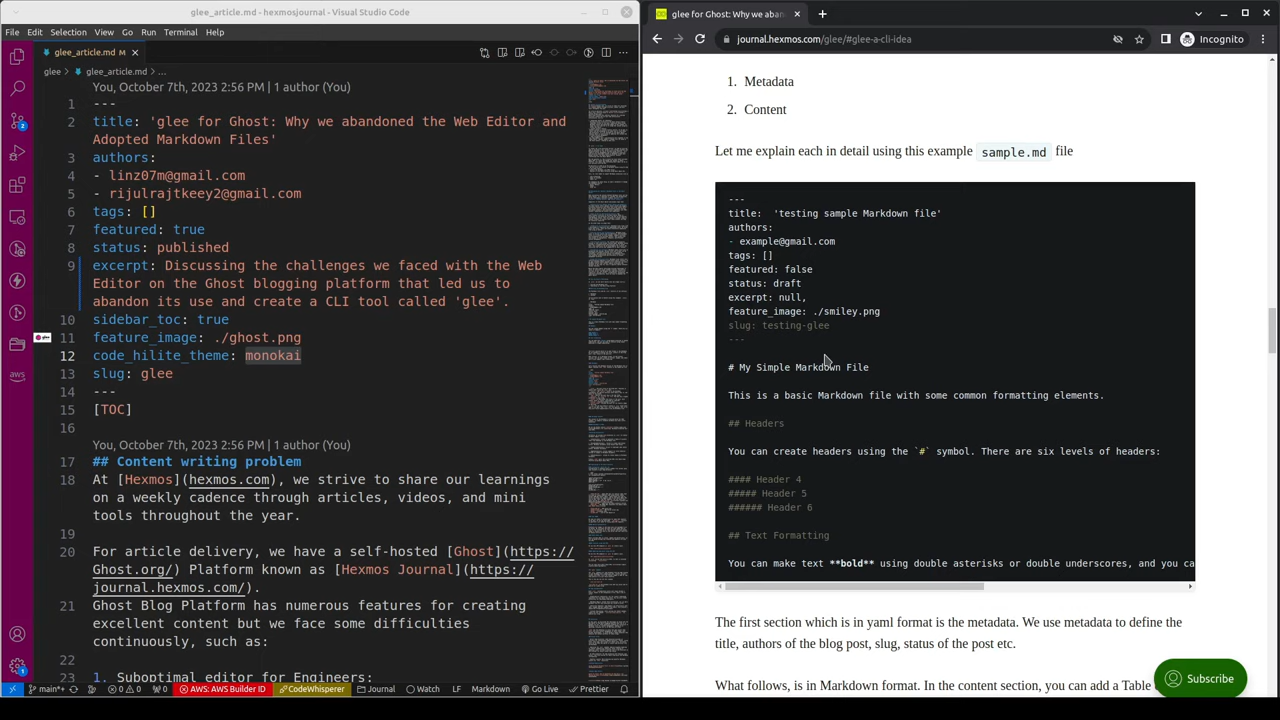 glee_article.md - hexmosjournal - Visual Studio Code
File Edit Selection View Go Run Terminal Help
glee_article.md M
glee > glee_article.md > ...
You, October 7th, 2023 2:56 PM | 1 author (You)
1 ---
2 title: 'glee for Ghost: Why we abandoned the Web Editor and
Adopted Markdown Files'
3 authors:
4 - linz07m@gmail.com
5 - rijulrajtkeey2@gmail.com
6 tags: []
7 featured: true
8 status: published
9 excerpt: Discussing the challenges we faced with the Web
Editor on the Ghost blogging platform that led us to
abandon its use and create a CLI tool called 'glee'.
10 sidebar_toc: true
11 feature_image: ./ghost.png
12 code_hilite_theme: monokai
13 slug: glee
14 ---
15 [TOC]
16
You, October 7th, 2023 2:56 PM | 1 author (You)
17 ## Content writing problem
18 At [Hexmos](hexmos.com), we strive to share our learnings
on a weekly cadence through articles, videos, and mini
tools throughout the year.
19
20 For article delivery, we have a self-hosted [Ghost](https://
Ghost.org/) Platform known as [Hexmos Journal](https://
journal.hexmos.com/).
21 Ghost Blog Platform has numerous features for creating
excellent content but we face some difficulties
continuously, such as:
22
1. Suboptimal editor for Engineers:
glee
aws
main*+ 0 0 0 AWS: AWS Builder ID CodeWhisperer Journal Watch LF Markdown Go Live Prettier
glee for Ghost: Why we aban
journal.hexmos.com/glee/#glee-a-cli-idea
Incognito
1. Metadata
2. Content
Let me explain each in detail using this example sample.md file
---
title: 'testing sample Markdown file'
authors:
- example@gmail.com
tags: []
featured: false
status: draft
excerpt: null,
feature_image: ./smiley.png
slug: testing-glee
---
# My Simple Markdown File
This is a basic Markdown file with some common formatting elements.
## Headers
You can create headers using the `#` symbol. There are six levels of headers:
#### Header 4
##### Header 5
###### Header 6
## Text Formatting
You can make text **bold** using double asterisks or double underscores, and you ca
The first section which is in yaml format is the metadata. We use metadata to define the
title, authors of the blog post, slug, status of the post etc.
What follows, is in Markdown format. In the content section, you can add a Table
Subscribe